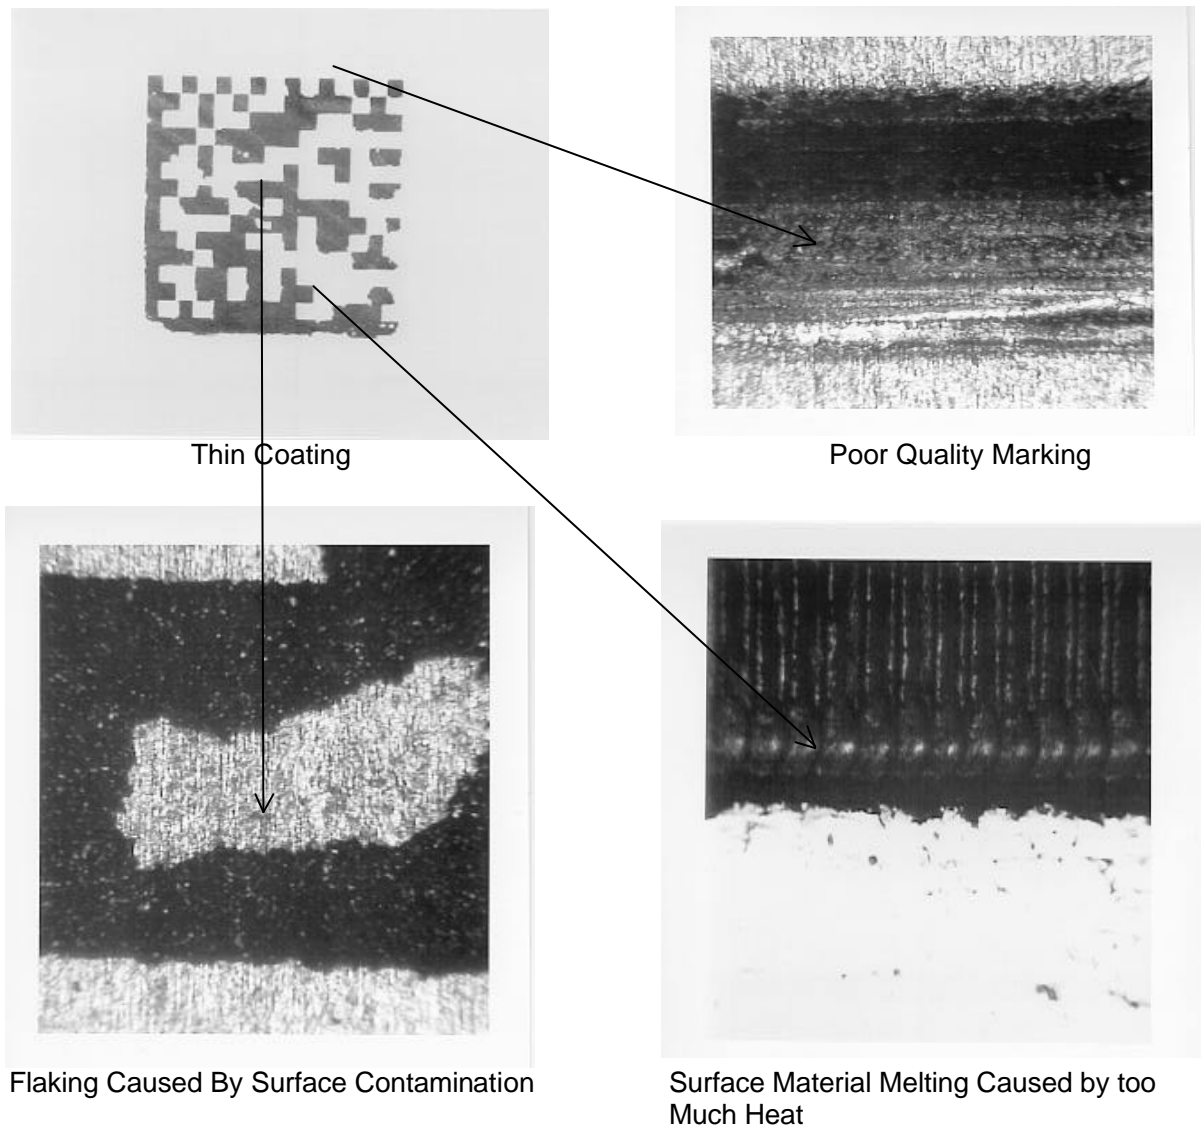 Thin Coating
Poor Quality Marking
Flaking Caused By Surface Contamination
Surface Material Melting Caused by too
Much Heat